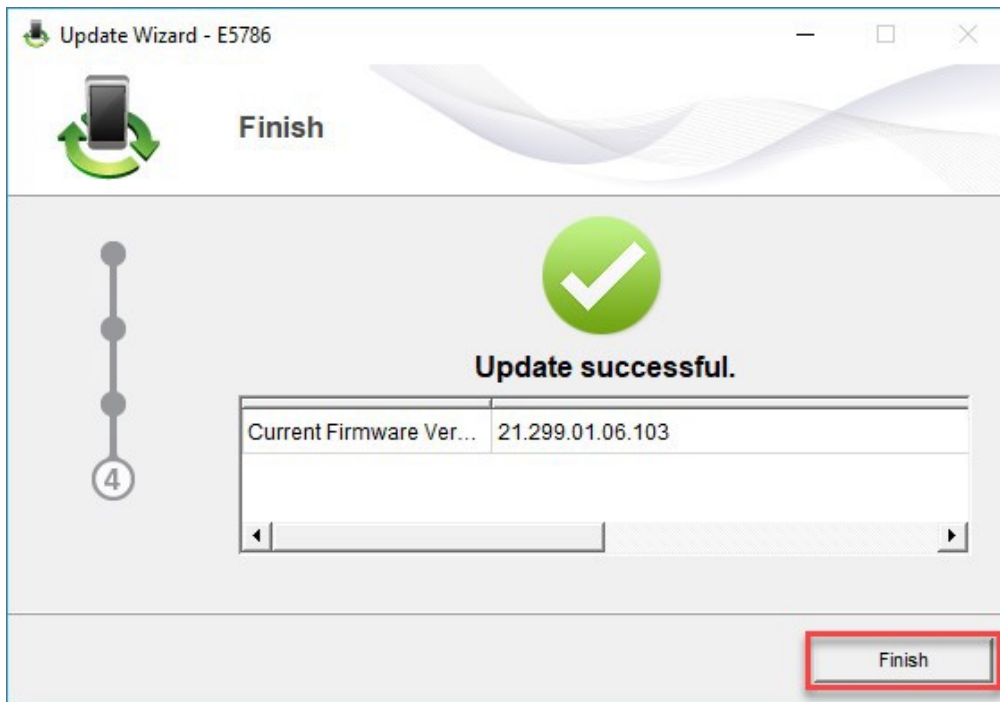 Update Wizard - E5786
Finish
4
Update successful.
Current Firmware Ver... 21.299.01.06.103
Finish